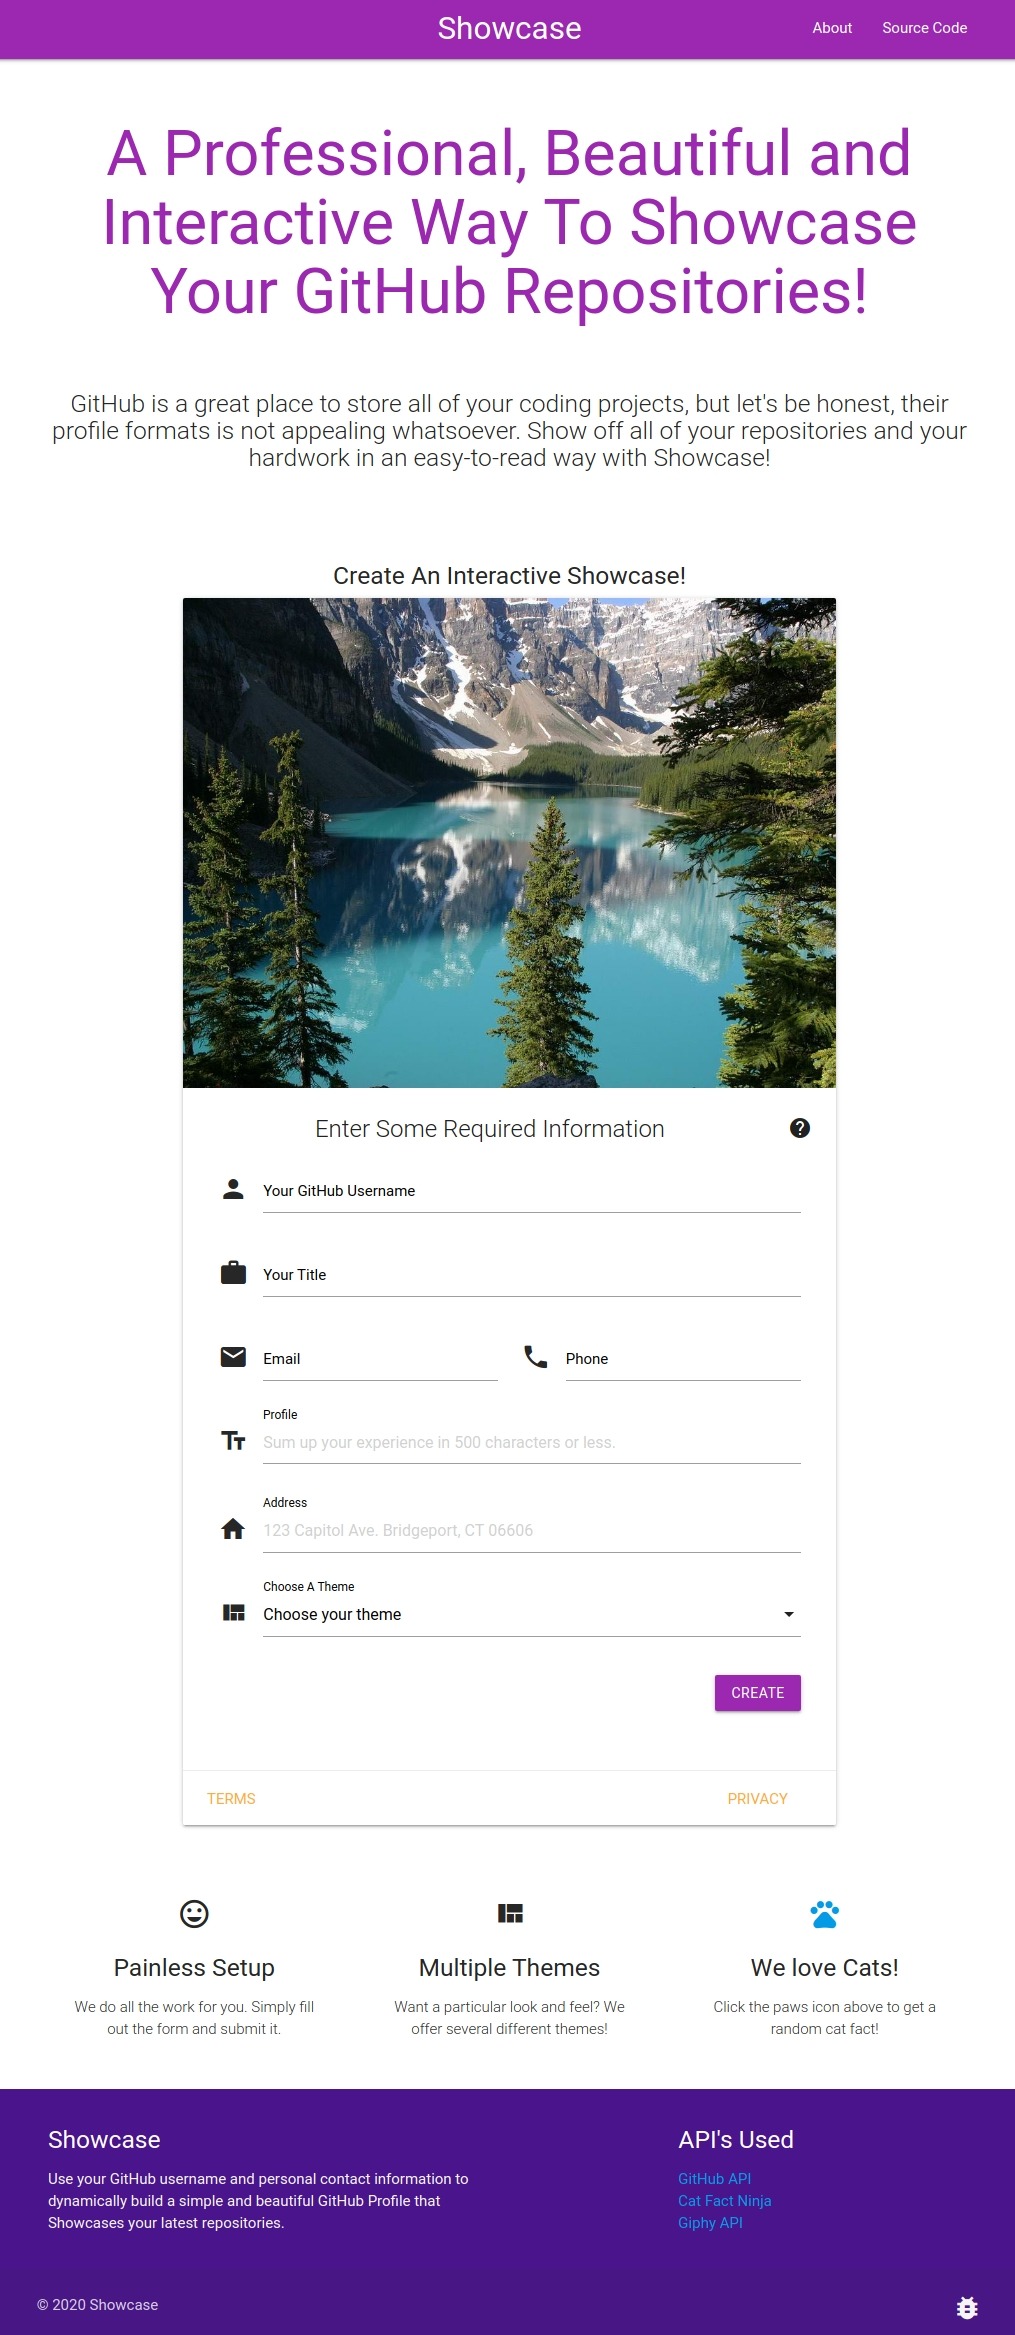 Showcase
About
Source Code
A Professional, Beautiful and
Interactive Way To Showcase
Your GitHub Repositories!
GitHub is a great place to store all of your coding projects, but let's be honest, their
profile formats is not appealing whatsoever. Show off all of your repositories and your
hardwork in an easy-to-read way with Showcase!
Create An Interactive Showcase!
Enter Some Required Information
Your GitHub Username
Your Title
Email
Phone
Profile
Sum up your experience in 500 characters or less.
Address
123 Capitol Ave. Bridgeport, CT 06606
Choose A Theme
Choose your theme
CREATE
TERMS
PRIVACY
Painless Setup
We do all the work for you. Simply fill
out the form and submit it.
Multiple Themes
Want a particular look and feel? We
offer several different themes!
We love Cats!
Click the paws icon above to get a
random cat fact!
Showcase
Use your GitHub username and personal contact information to
dynamically build a simple and beautiful GitHub Profile that
Showcases your latest repositories.
API's Used
GitHub API
Cat Fact Ninja
Giphy API
© 2020 Showcase